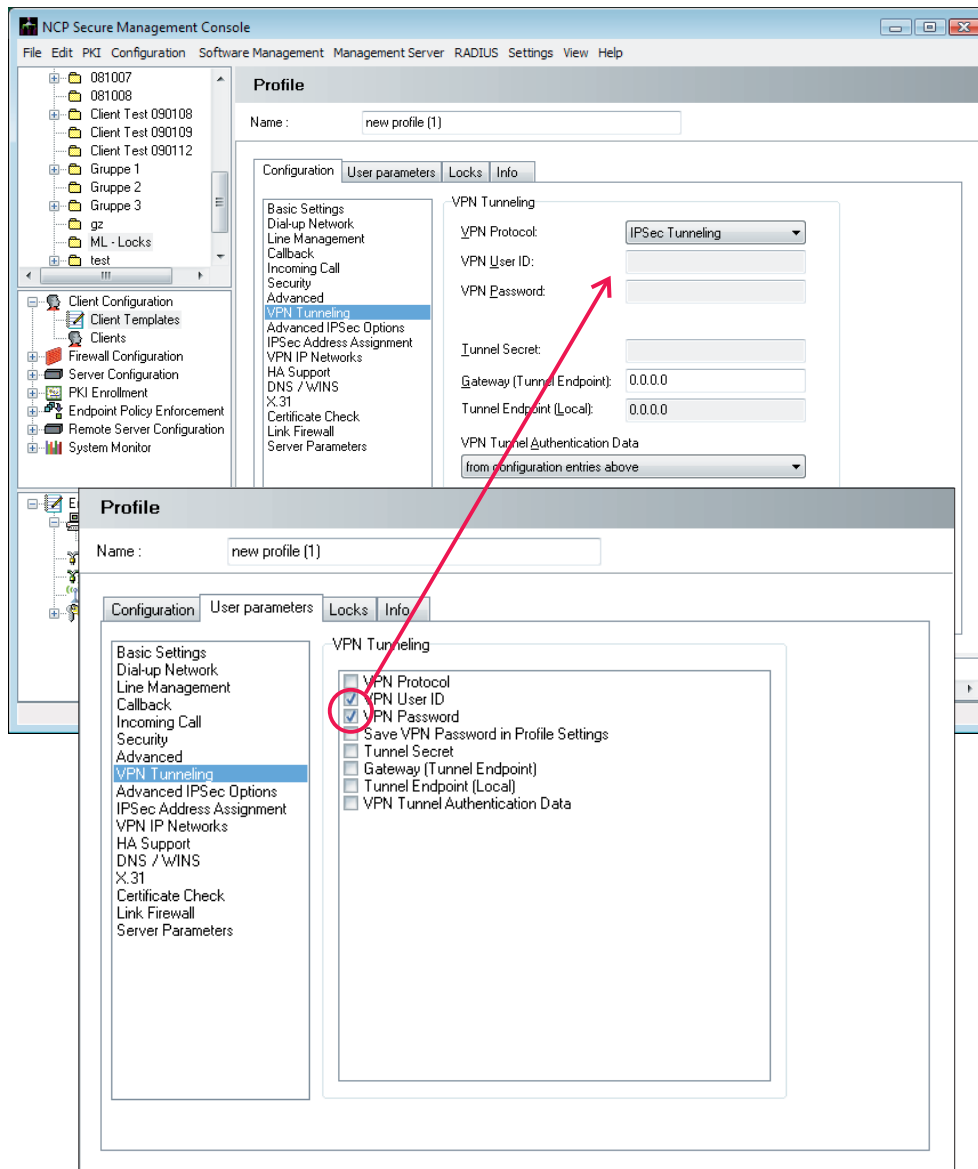 NCP Secure Management Console
File Edit PKI Configuration Software Management Management Server RADIUS Settings View Help
081007
081008
Client Test 090108
Client Test 090109
Client Test 090112
Gruppe 1
Gruppe 2
Gruppe 3
gz
ML - Locks
test
Client Configuration
Client Templates
Clients
Firewall Configuration
Server Configuration
PKI Enrollment
Endpoint Policy Enforcement
Remote Server Configuration
System Monitor
Profile
Name : new profile (1)
Configuration User parameters Locks Info
Basic Settings
Dial-up Network
Line Management
Callback
Incoming Call
Security
Advanced
VPN Tunneling
Advanced IPSec Options
IPSec Address Assignment
VPN IP Networks
HA Support
DNS / WINS
X.31
Certificate Check
Link Firewall
Server Parameters
VPN Tunneling
VPN Protocol: IPSec Tunneling
VPN User ID:
VPN Password:
Tunnel Secret:
Gateway (Tunnel Endpoint): 0.0.0.0
Tunnel Endpoint (Local): 0.0.0.0
VPN Tunnel Authentication Data
from configuration entries above
Profile
Name : new profile (1)
Configuration User parameters Locks Info
Basic Settings
Dial-up Network
Line Management
Callback
Incoming Call
Security
Advanced
VPN Tunneling
Advanced IPSec Options
IPSec Address Assignment
VPN IP Networks
HA Support
DNS / WINS
X.31
Certificate Check
Link Firewall
Server Parameters
VPN Tunneling
VPN Protocol
VPN User ID
VPN Password
Save VPN Password in Profile Settings
Tunnel Secret
Gateway (Tunnel Endpoint)
Tunnel Endpoint (Local)
VPN Tunnel Authentication Data